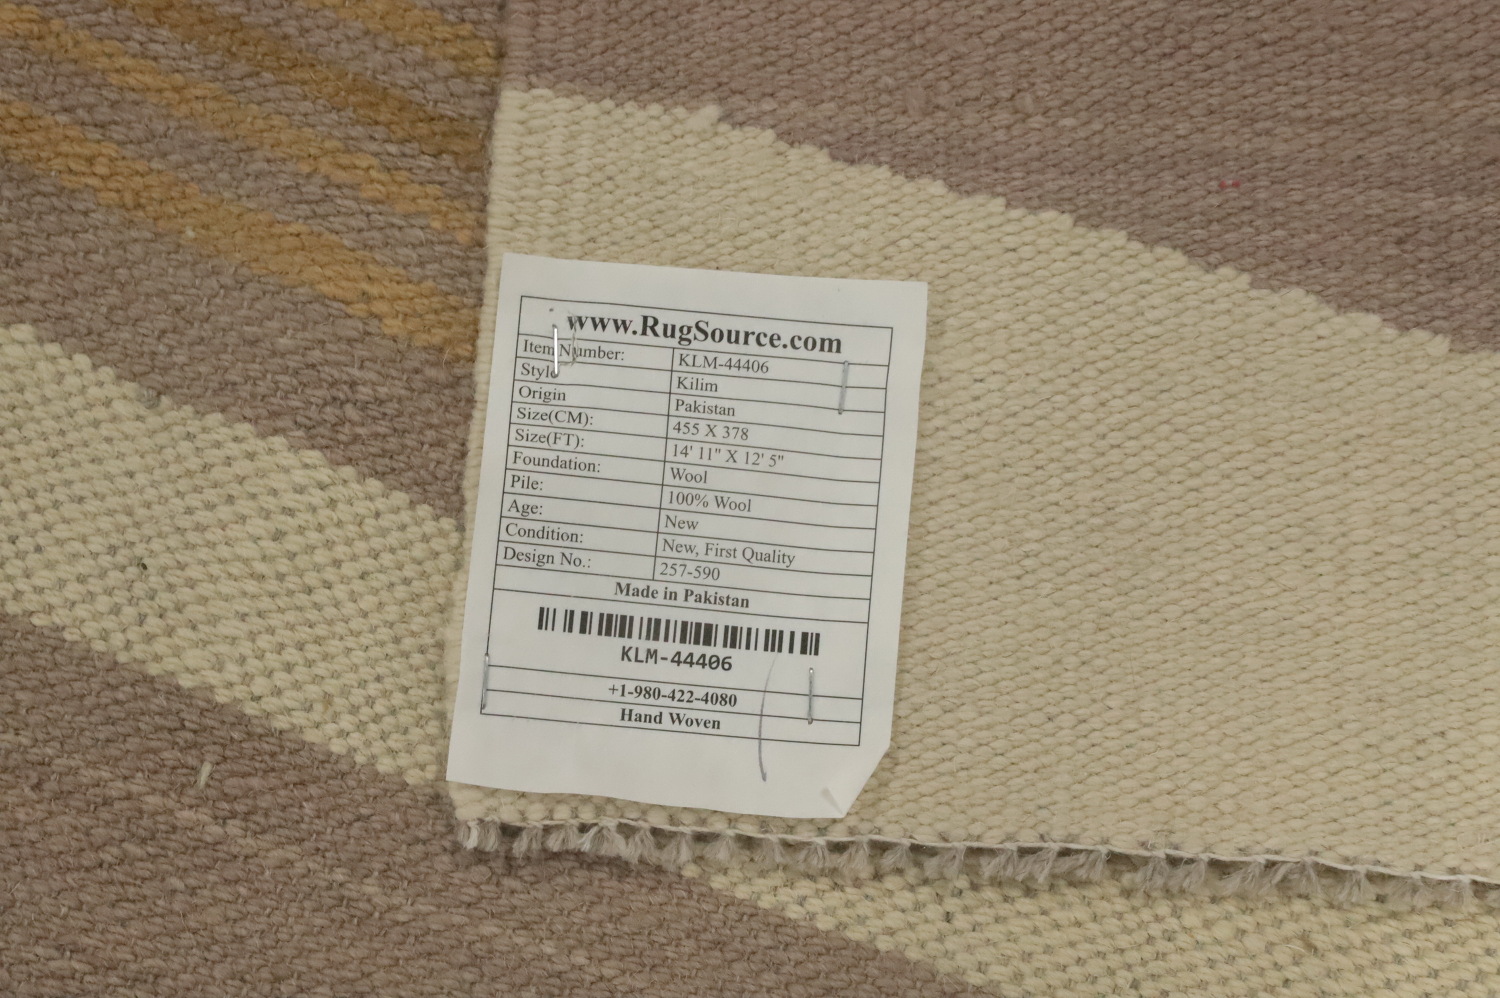 www.RugSource.com
Item Number: KLM-44406
Style Kilim
Origin Pakistan
Size(CM): 455 X 378
Size(FT): 14' 11" X 12' 5"
Foundation: Wool
Pile: 100% Wool
Age: New
Condition: New, First Quality
Design No.: 257-590
Made in Pakistan
KLM-44406
+1-980-422-4080
Hand Woven